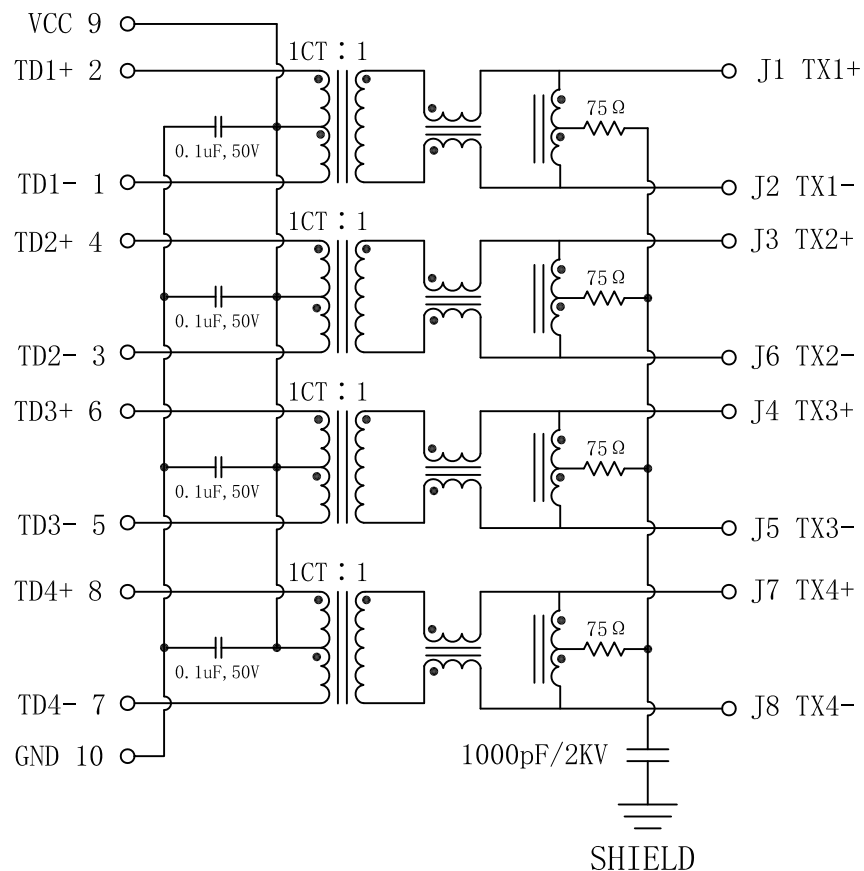 VCC 9
1CT : 1
TD1+ 2
J1 TX1+
75Ω
0.1uF,50V
TD1- 1
J2 TX1-
1CT : 1
TD2+ 4
J3 TX2+
75Ω
0.1uF,50V
TD2- 3
J6 TX2-
1CT : 1
TD3+ 6
J4 TX3+
75Ω
0.1uF,50V
TD3- 5
J5 TX3-
1CT : 1
TD4+ 8
J7 TX4+
75Ω
0.1uF,50V
TD4- 7
J8 TX4-
GND 10
1000pF/2KV
SHIELD